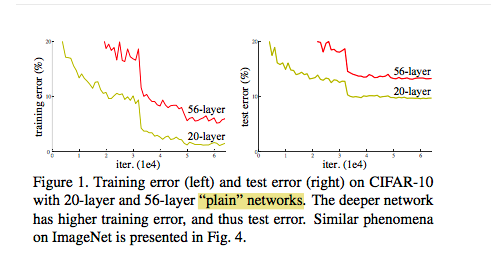 20
10
0
training error (%)
0 1 2 3 4 5 6
iter. (1e4)
56-layer
20-layer
20
10
0
test error (%)
0 1 2 3 4 5 6
iter. (1e4)
56-layer
20-layer
Figure 1. Training error (left) and test error (right) on CIFAR-10
with 20-layer and 56-layer “plain” networks. The deeper network
has higher training error, and thus test error. Similar phenomena
on ImageNet is presented in Fig. 4.